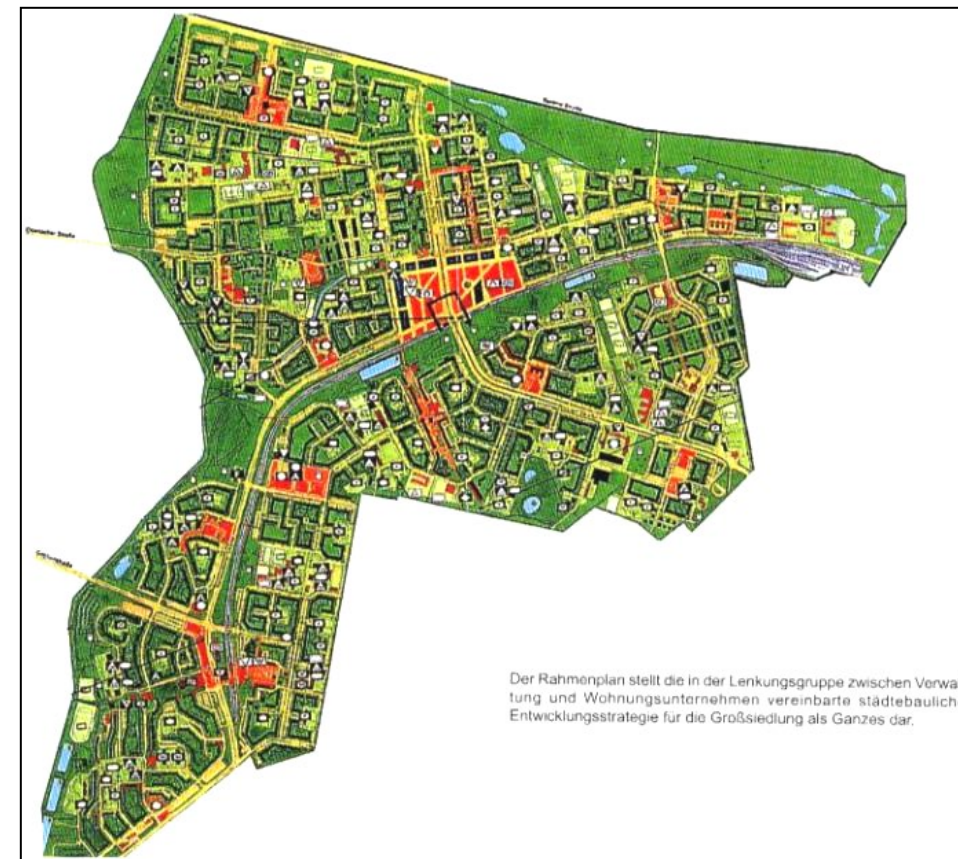 Der Rahmenplan stellt die in der Lenkungsgruppe zwischen Verwa
tung und Wohnungsunternehmen vereinbarte städtebaulich
Entwicklungsstrategie für die Großsiedlung als Ganzes dar.